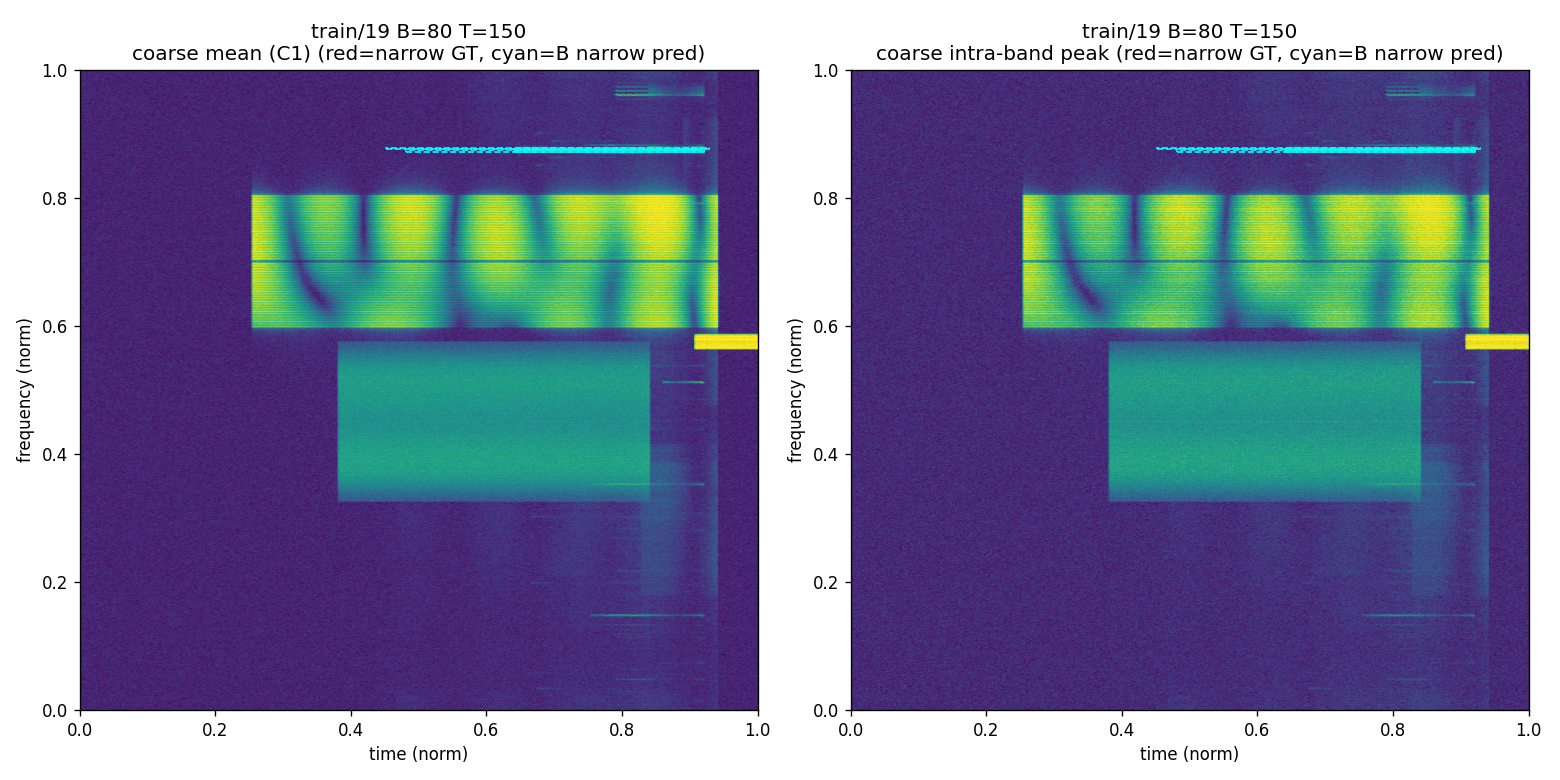 train/19 B=80 T=150
coarse mean (C1) (red=narrow GT, cyan=B narrow pred)
1.0
0.8
0.6
0.4
0.2
0.0
frequency (norm)
0.0 0.2 0.4 0.6 0.8 1.0
time (norm)
train/19 B=80 T=150
coarse intra-band peak (red=narrow GT, cyan=B narrow pred)
1.0
0.8
0.6
0.4
0.2
0.0
frequency (norm)
0.0 0.2 0.4 0.6 0.8 1.0
time (norm)